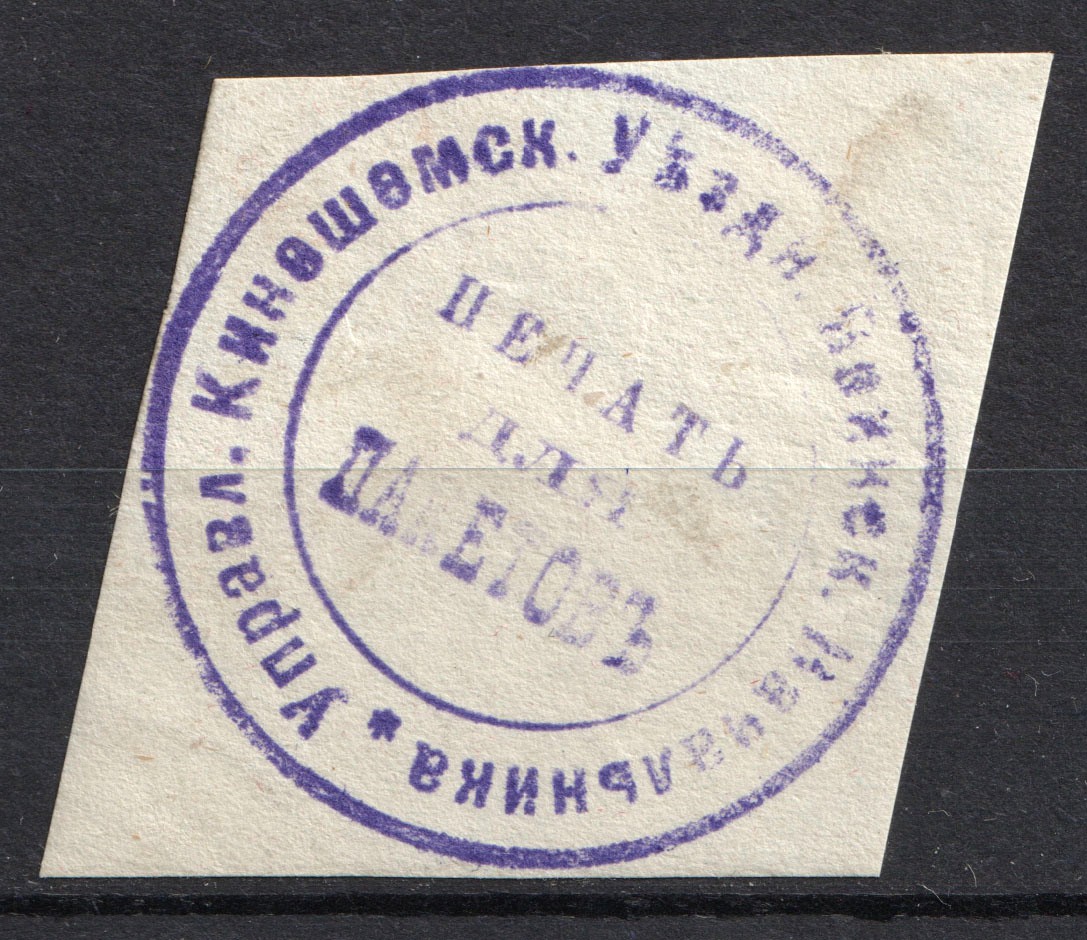 * Управл. Кинешемск. Уѣздн. Воинск. Начальника
ПЕЧАТЬ
ДЛЯ
ПАКЕТОВЪ